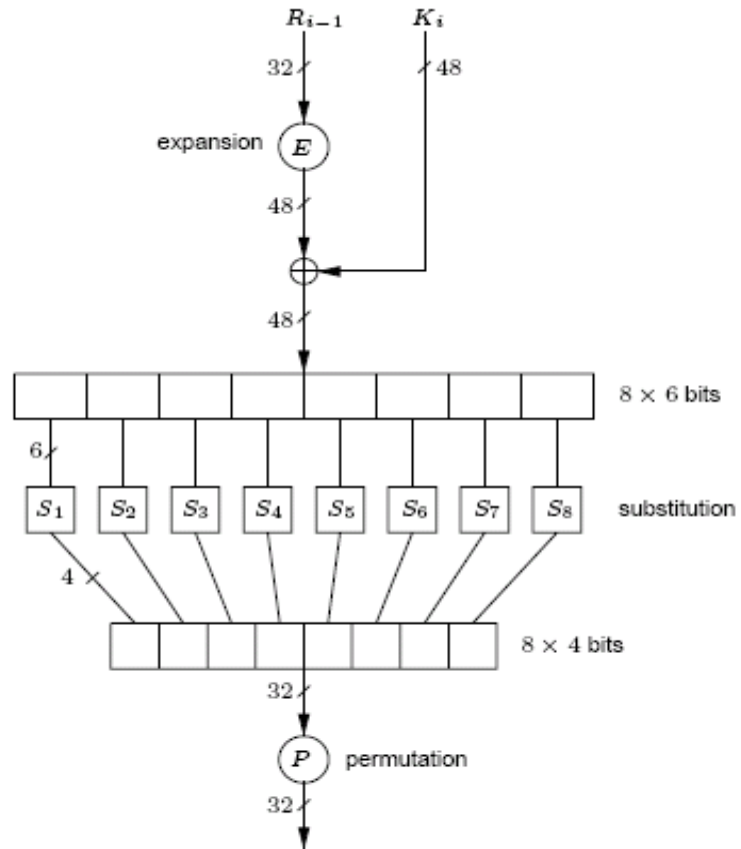 R_{i−1} K_i
32 48
expansion E
48
48
8 × 6 bits
6
S_1 S_2 S_3 S_4 S_5 S_6 S_7 S_8 substitution
4
8 × 4 bits
32
P permutation
32